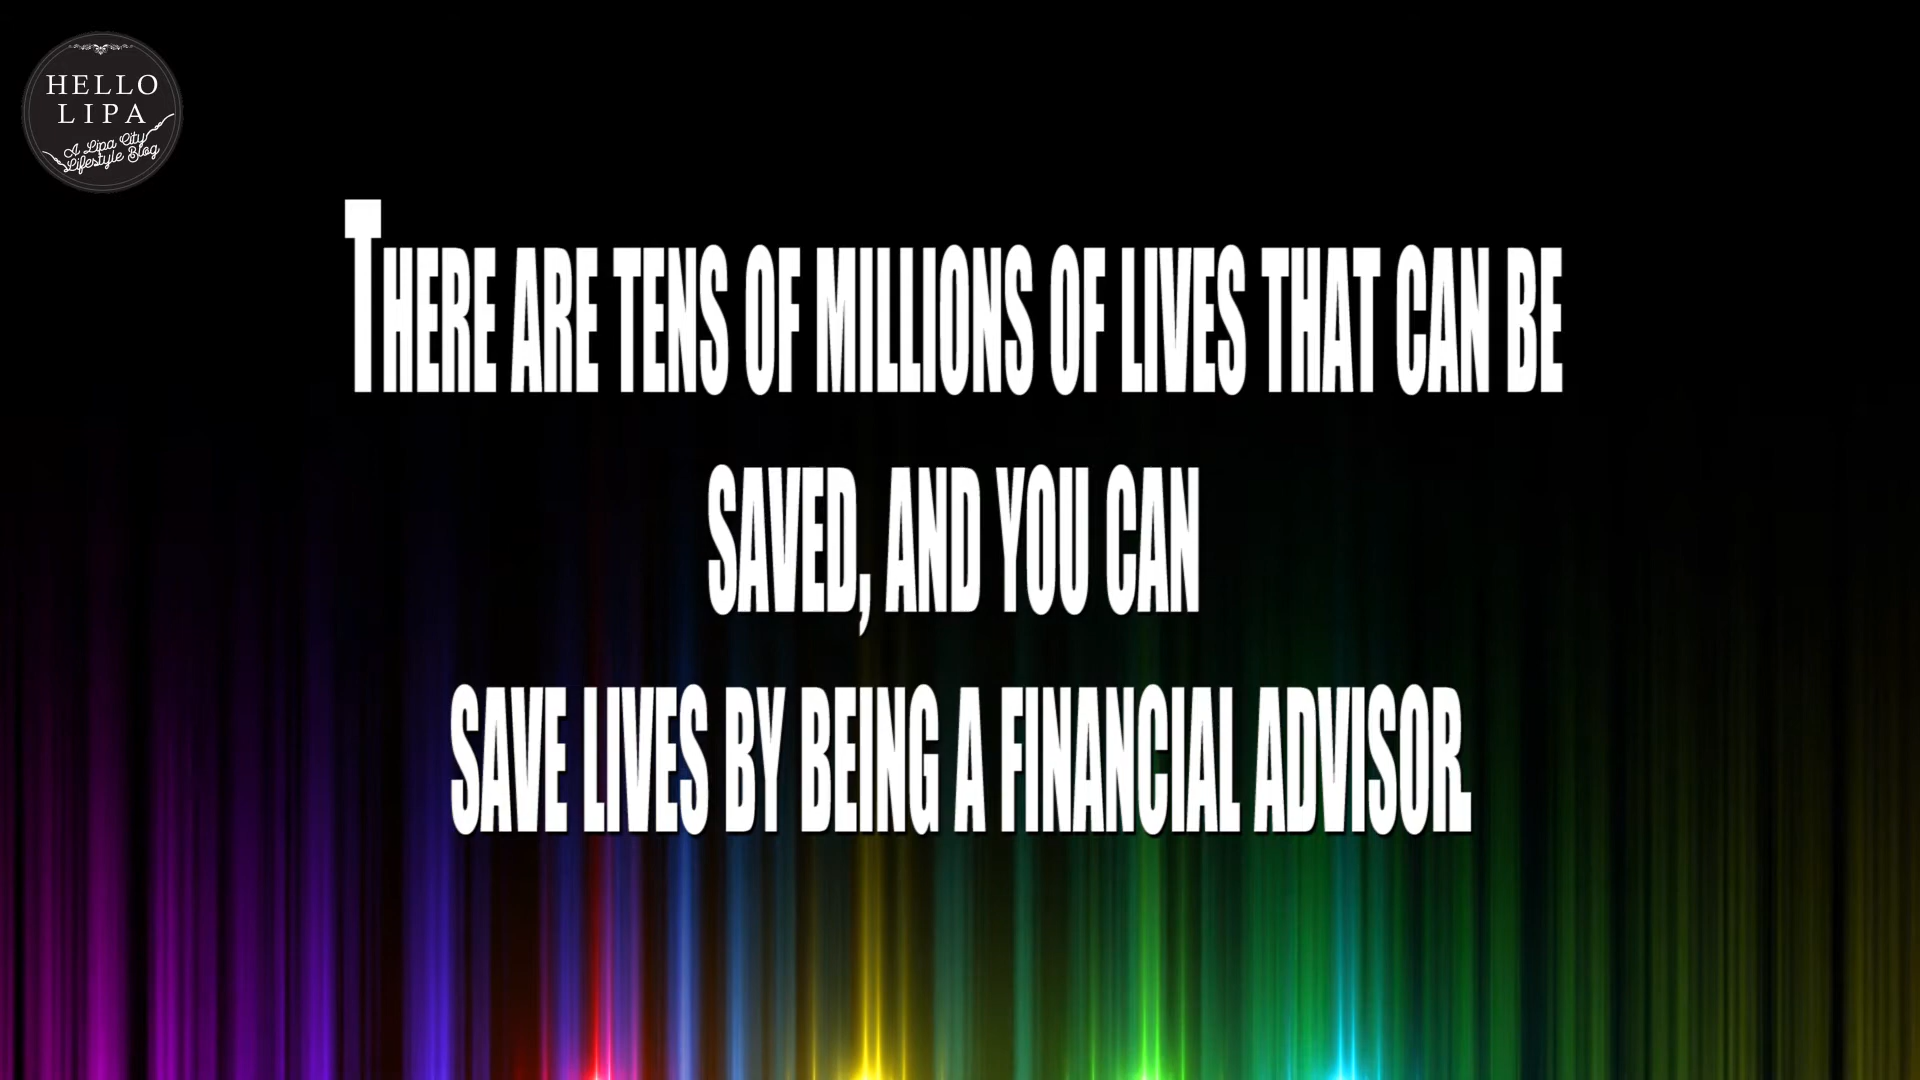 HELLO
LIPA
A Lipa City
Lifestyle Blog
THERE ARE TENS OF MILLIONS OF LIVES THAT CAN BE
SAVED, AND YOU CAN
SAVE LIVES BY BEING A FINANCIAL ADVISOR.